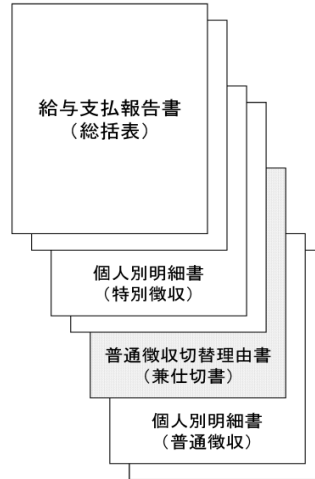 給与支払報告書
（総括表）
個人別明細書
（特別徴収）
普通徴収切替理由書
（兼仕切書）
個人別明細書
（普通徴収）